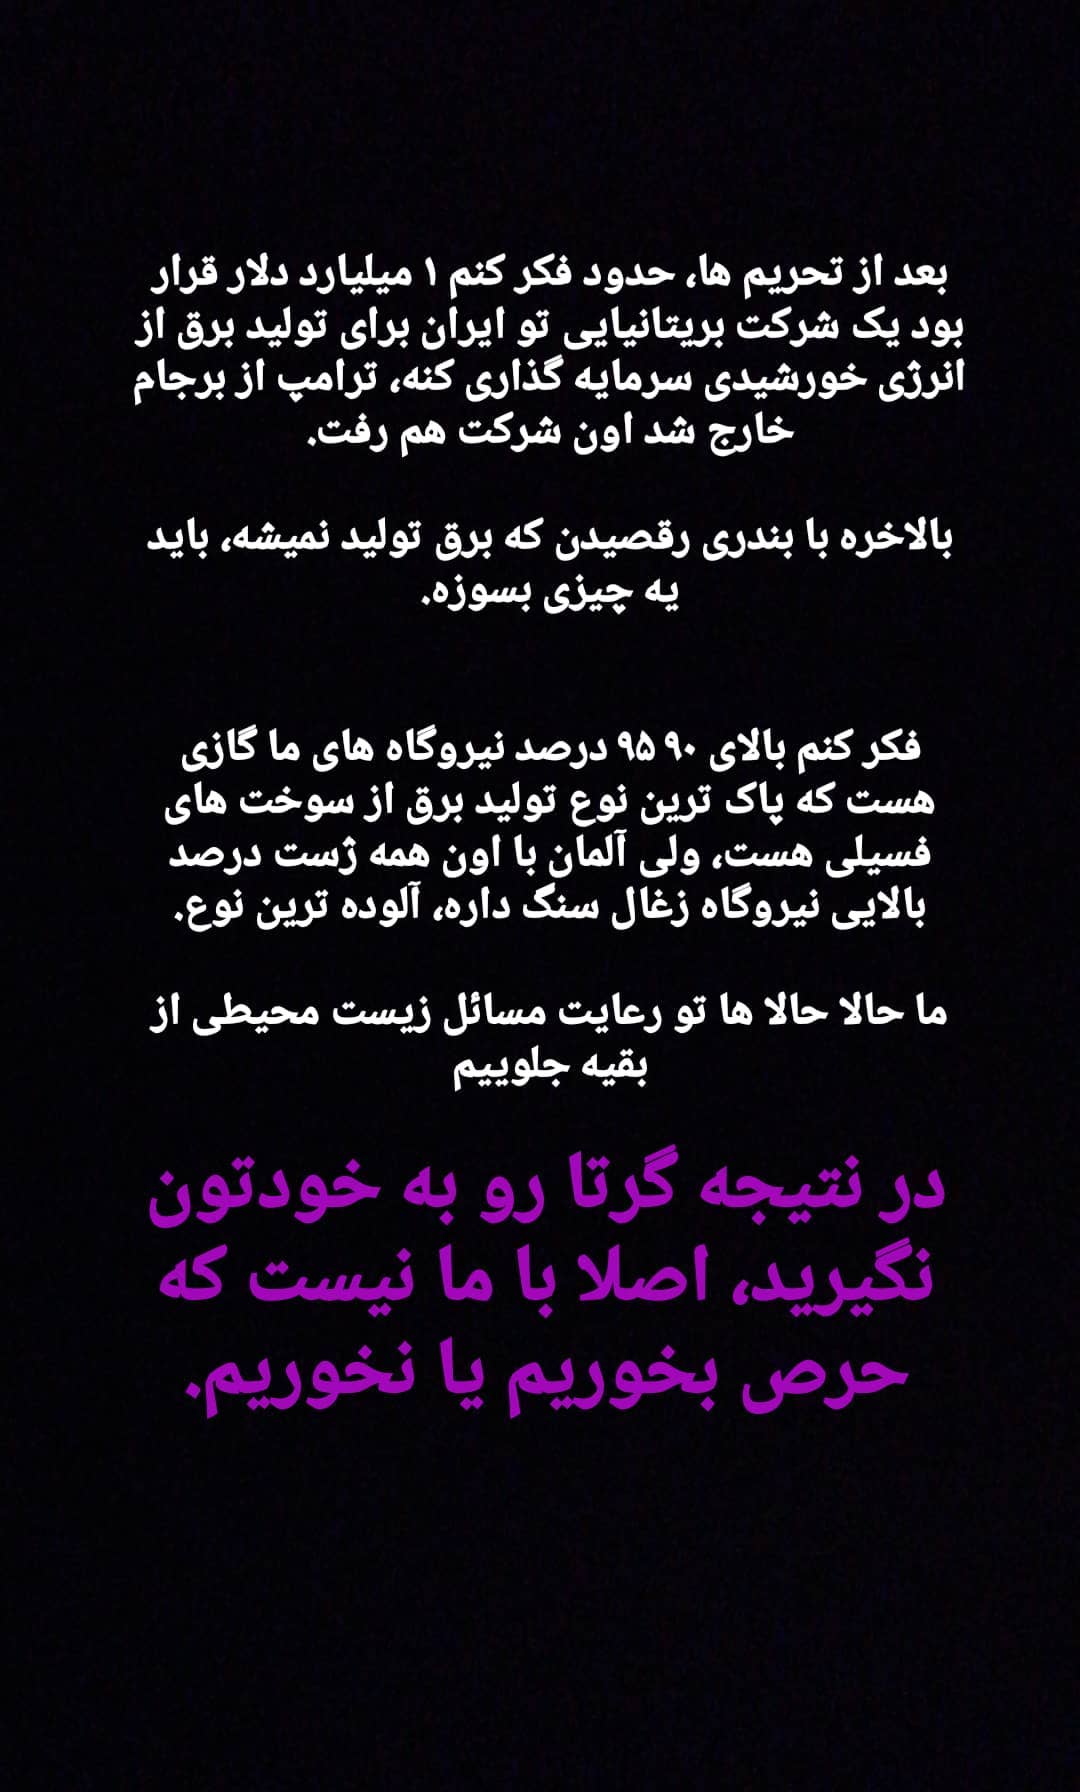 بعد از تحریم ها، حدود فکر کنم ۱ میلیارد دلار قرار
بود یک شرکت بریتانیایی تو ایران برای تولید برق از
انرژی خورشیدی سرمایه گذاری کنه، ترامپ از برجام
خارج شد اون شرکت هم رفت.
بالاخره با بندری رقصیدن که برق تولید نمیشه، باید
یه چیزی بسوزه.
فکر کنم بالای ۹۰ ۹۵ درصد نیروگاه های ما گازی
هست که پاک ترین نوع تولید برق از سوخت های
فسیلی هست، ولی آلمان با اون همه ژست درصد
بالایی نیروگاه زغال سنگ داره، آلوده ترین نوع.
ما حالا حالا ها تو رعایت مسائل زیست محیطی از
بقیه جلوییم
در نتیجه گرتا رو به خودتون
نگیرید، اصلا با ما نیست که
حرص بخوریم یا نخوریم.